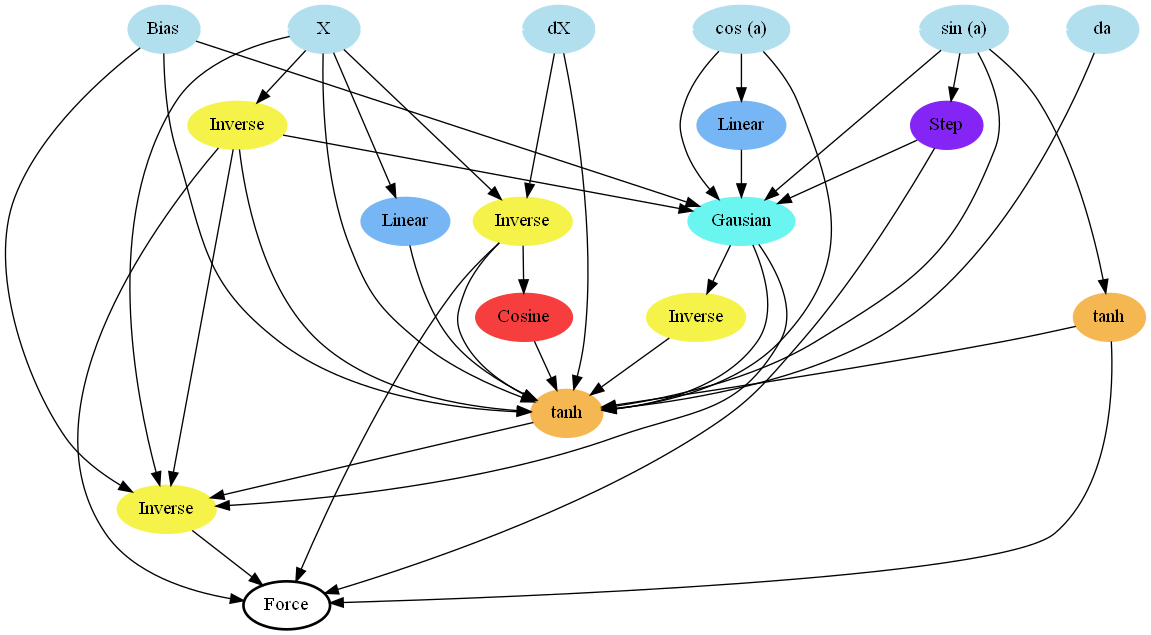 Bias
X
dX
cos (a)
sin (a)
da
Inverse
Linear
Step
Linear
Inverse
Gausian
Cosine
Inverse
tanh
tanh
Inverse
Force